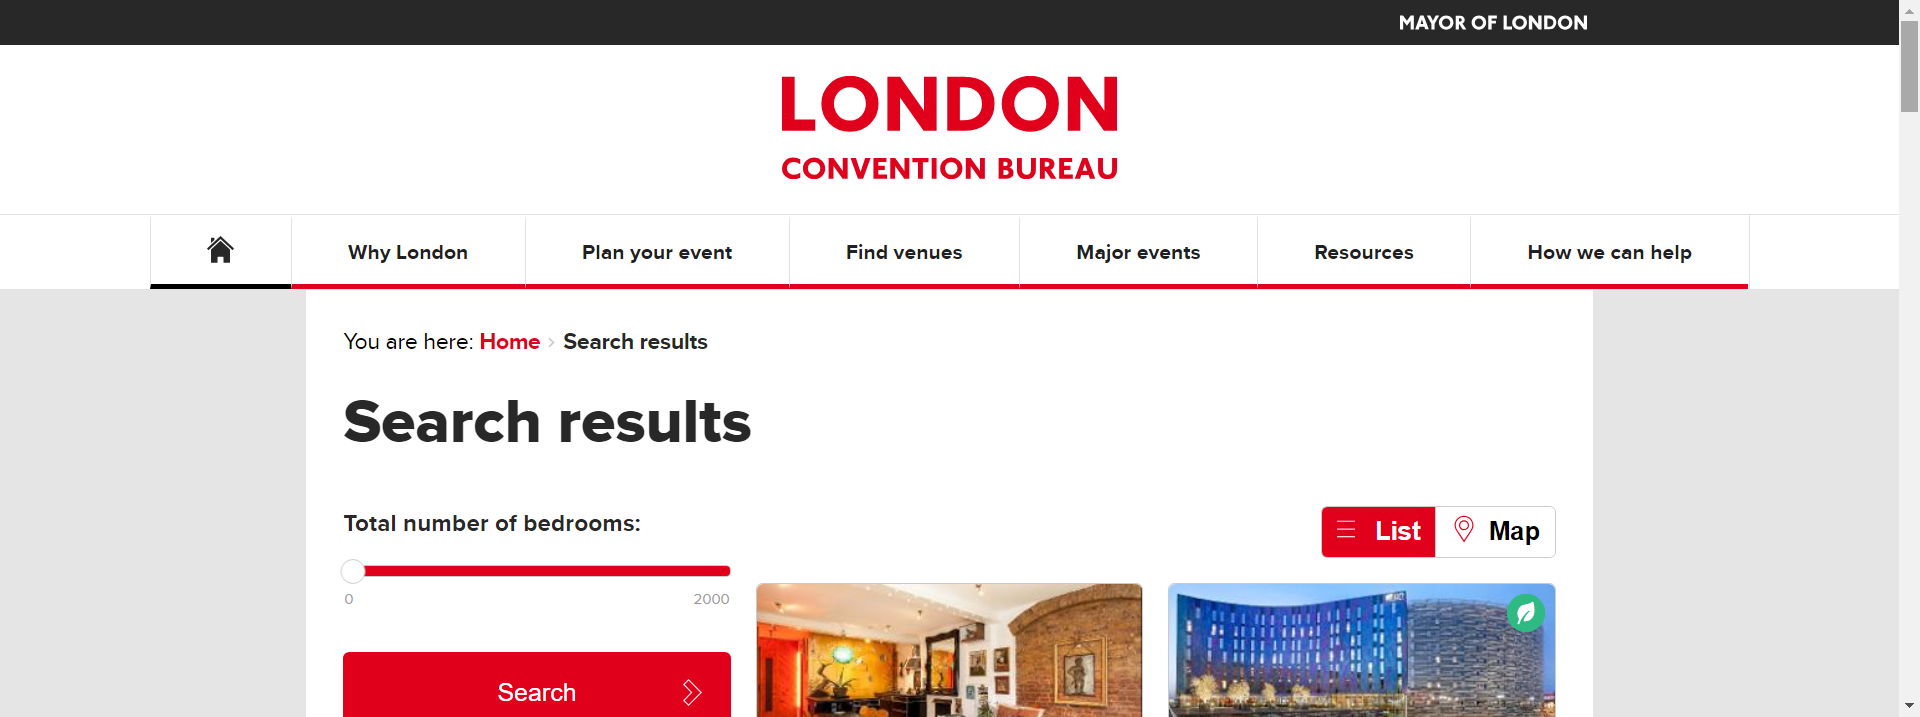 MAYOR OF LONDON
LONDON
CONVENTION BUREAU
Why London
Plan your event
Find venues
Major events
Resources
How we can help
You are here: Home › Search results
Search results
Total number of bedrooms:
0
2000
Search
List
Map